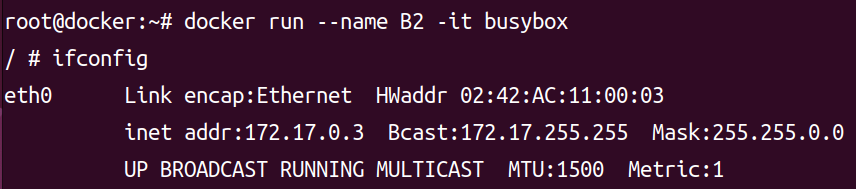 root@docker:~# docker run --name B2 -it busybox
/ # ifconfig
eth0      Link encap:Ethernet  HWaddr 02:42:AC:11:00:03
          inet addr:172.17.0.3  Bcast:172.17.255.255  Mask:255.255.0.0
          UP BROADCAST RUNNING MULTICAST  MTU:1500  Metric:1